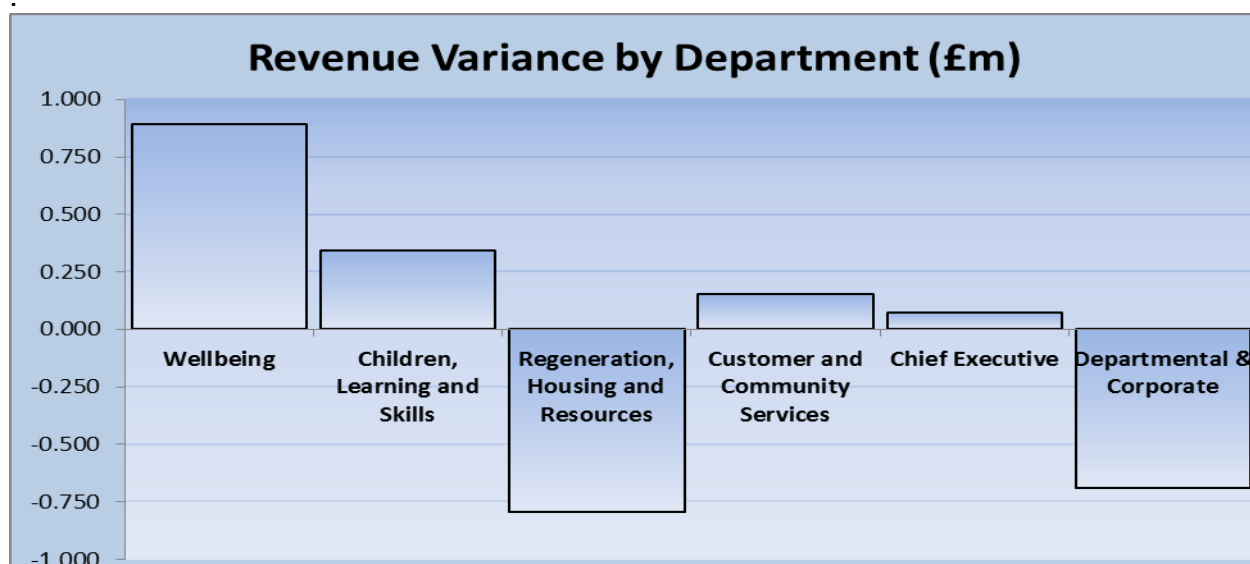 .
Revenue Variance by Department (£m)
1.000
0.750
0.500
0.250
0.000
-0.250
-0.500
-0.750
-1.000
Wellbeing
Children,
Learning and
Skills
Regeneration,
Housing and
Resources
Customer and
Community
Services
Chief Executive
Departmental &
Corporate